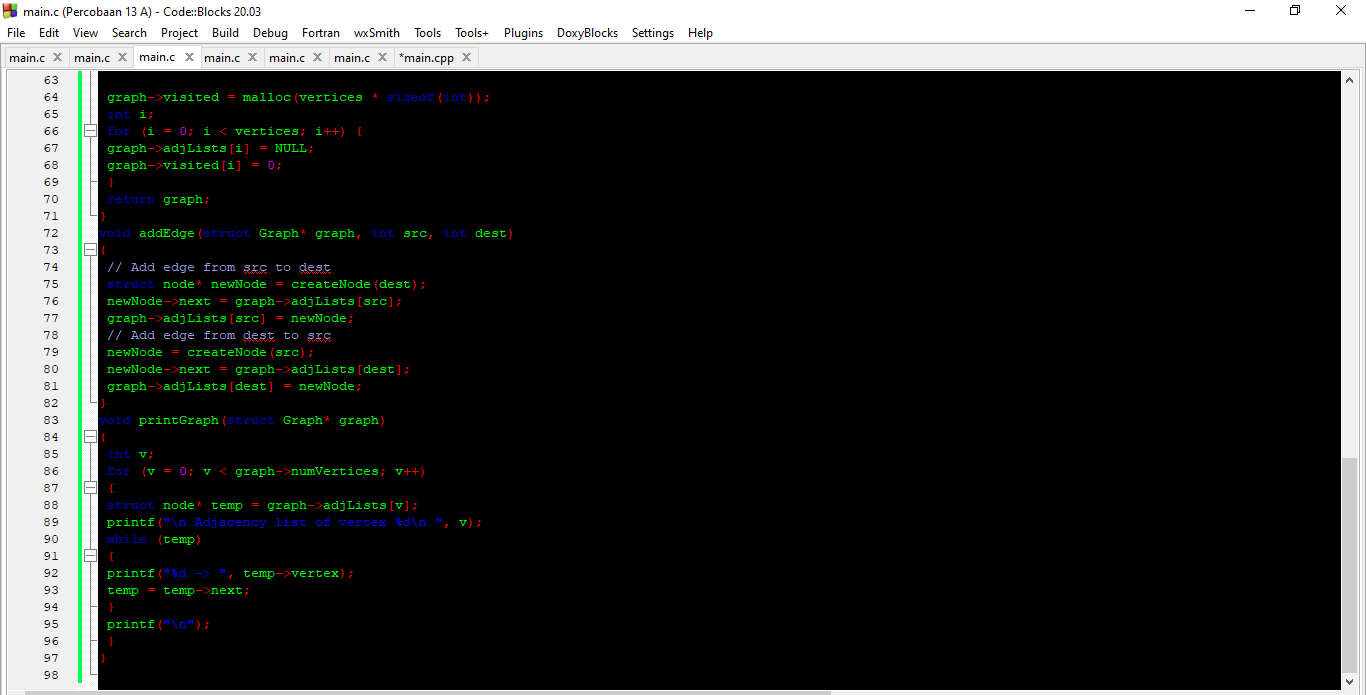 main.c (Percobaan 13 A) - Code::Blocks 20.03
File Edit View Search Project Build Debug Fortran wxSmith Tools Tools+ Plugins DoxyBlocks Settings Help
main.c main.c main.c main.c main.c main.c *main.cpp
63
64 graph->visited = malloc(vertices * sizeof(int));
65 int i;
66 for (i = 0; i < vertices; i++) {
67 graph->adjLists[i] = NULL;
68 graph->visited[i] = 0;
69 }
70 return graph;
71 }
72 void addEdge(struct Graph* graph, int src, int dest)
73 {
74 // Add edge from src to dest
75 struct node* newNode = createNode(dest);
76 newNode->next = graph->adjLists[src];
77 graph->adjLists[src] = newNode;
78 // Add edge from dest to src
79 newNode = createNode(src);
80 newNode->next = graph->adjLists[dest];
81 graph->adjLists[dest] = newNode;
82 }
83 void printGraph(struct Graph* graph)
84 {
85 int v;
86 for (v = 0; v < graph->numVertices; v++)
87 {
88 struct node* temp = graph->adjLists[v];
89 printf("\n Adjacency list of vertex %d\n ", v);
90 while (temp)
91 {
92 printf("%d -> ", temp->vertex);
93 temp = temp->next;
94 }
95 printf("\n");
96 }
97 }
98